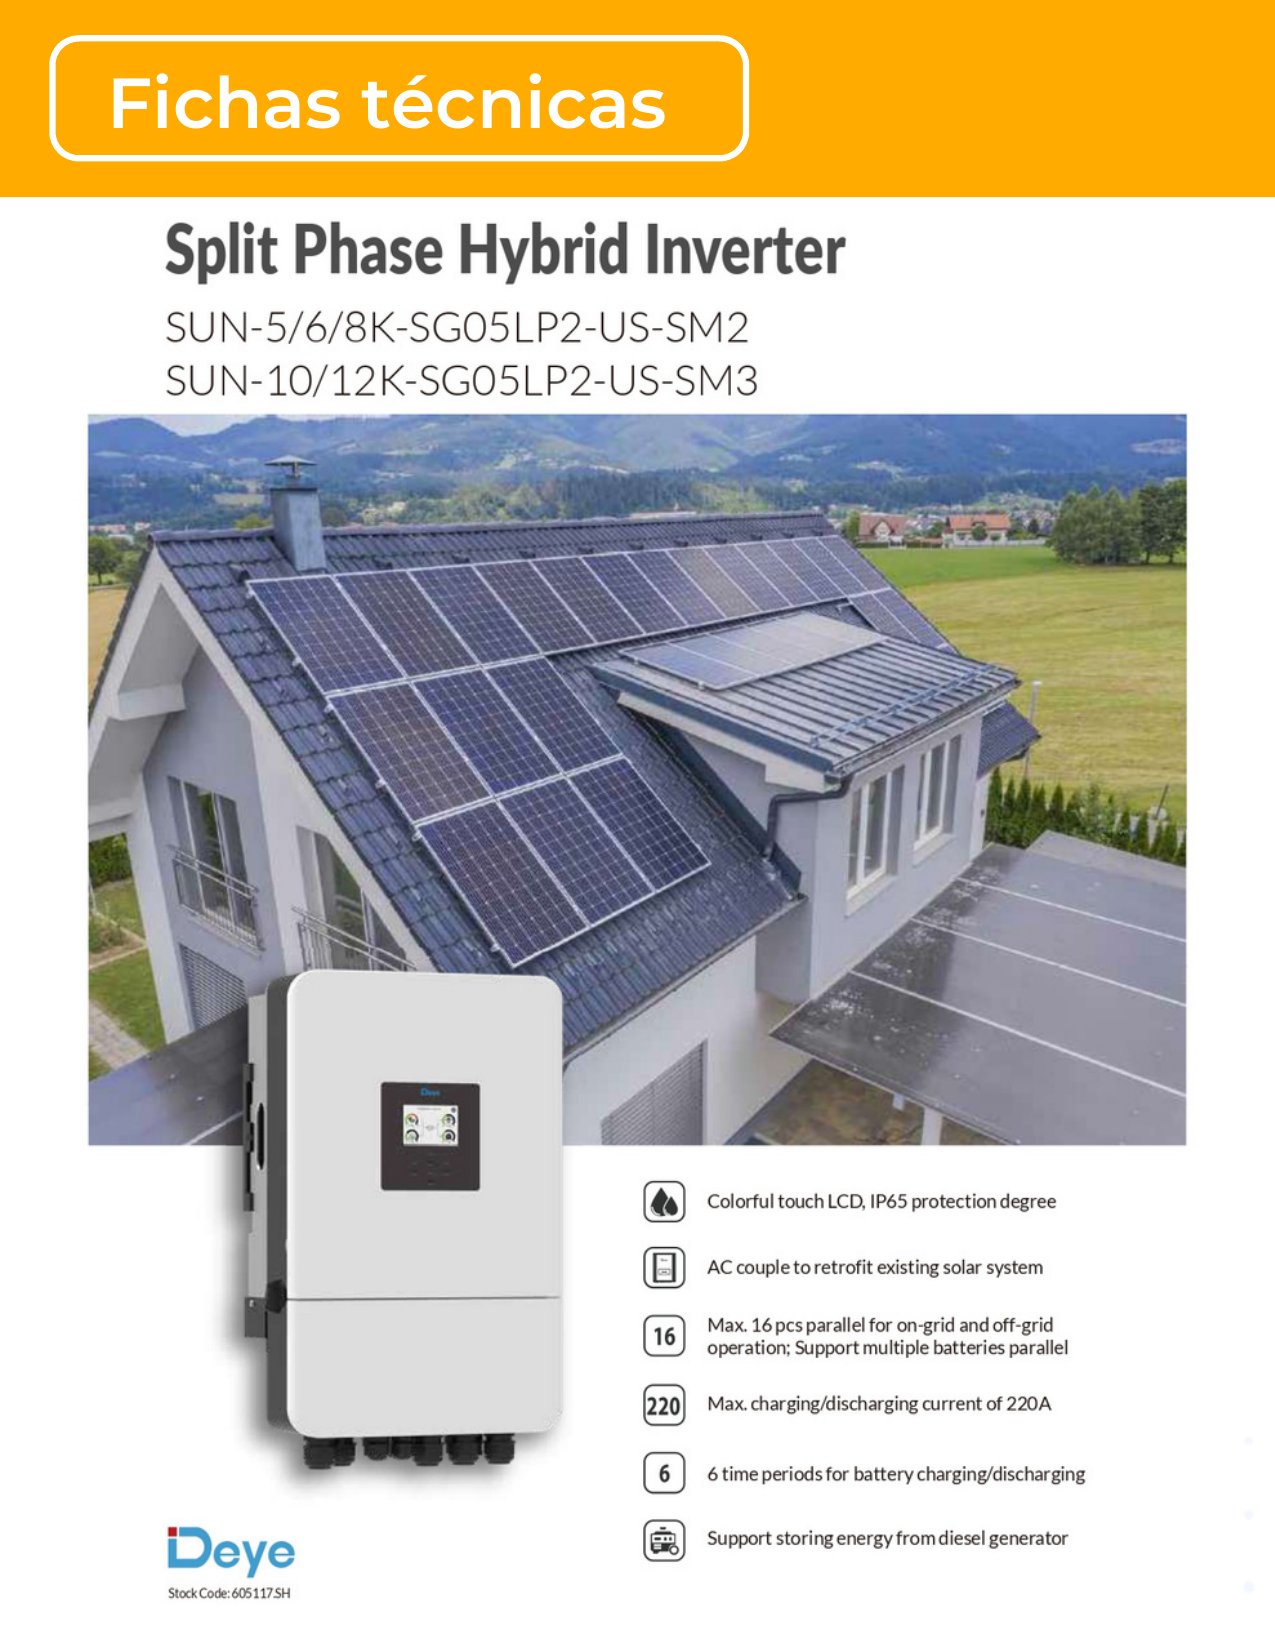 Fichas técnicas
Split Phase Hybrid Inverter
SUN-5/6/8K-SG05LP2-US-SM2
SUN-10/12K-SG05LP2-US-SM3
Deye
Colorful touch LCD, IP65 protection degree
AC couple to retrofit existing solar system
16
Max. 16 pcs parallel for on-grid and off-grid
operation; Support multiple batteries parallel
220
Max. charging/discharging current of 220A
6
6 time periods for battery charging/discharging
Support storing energy from diesel generator
Deye
Stock Code: 605117.SH